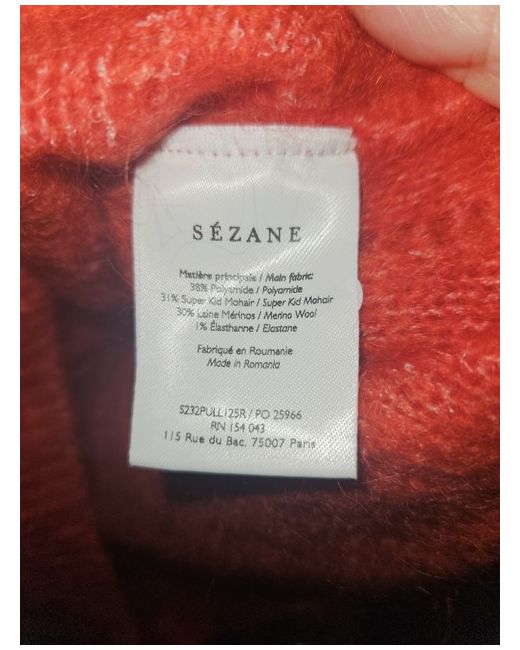 SÉZANE
Matière principale / Main fabric:
38% Polyamide / Polyamide
31% Super Kid Mohair / Super Kid Mohair
30% Laine Mérinos / Merino Wool
1% Élasthanne / Elastane
Fabriqué en Roumanie
Made in Romania
S232PULL125R / PO 25966
RN 154 043
115 Rue du Bac, 75007 Paris